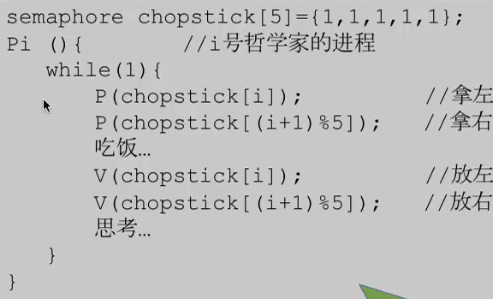 semaphore chopstick[5]={1,1,1,1,1};
Pi (){ //i号哲学家的进程
while(1){
P(chopstick[i]); //拿左
P(chopstick[(i+1)%5]); //拿右
吃饭…
V(chopstick[i]); //放左
V(chopstick[(i+1)%5]); //放右
思考…
}
}